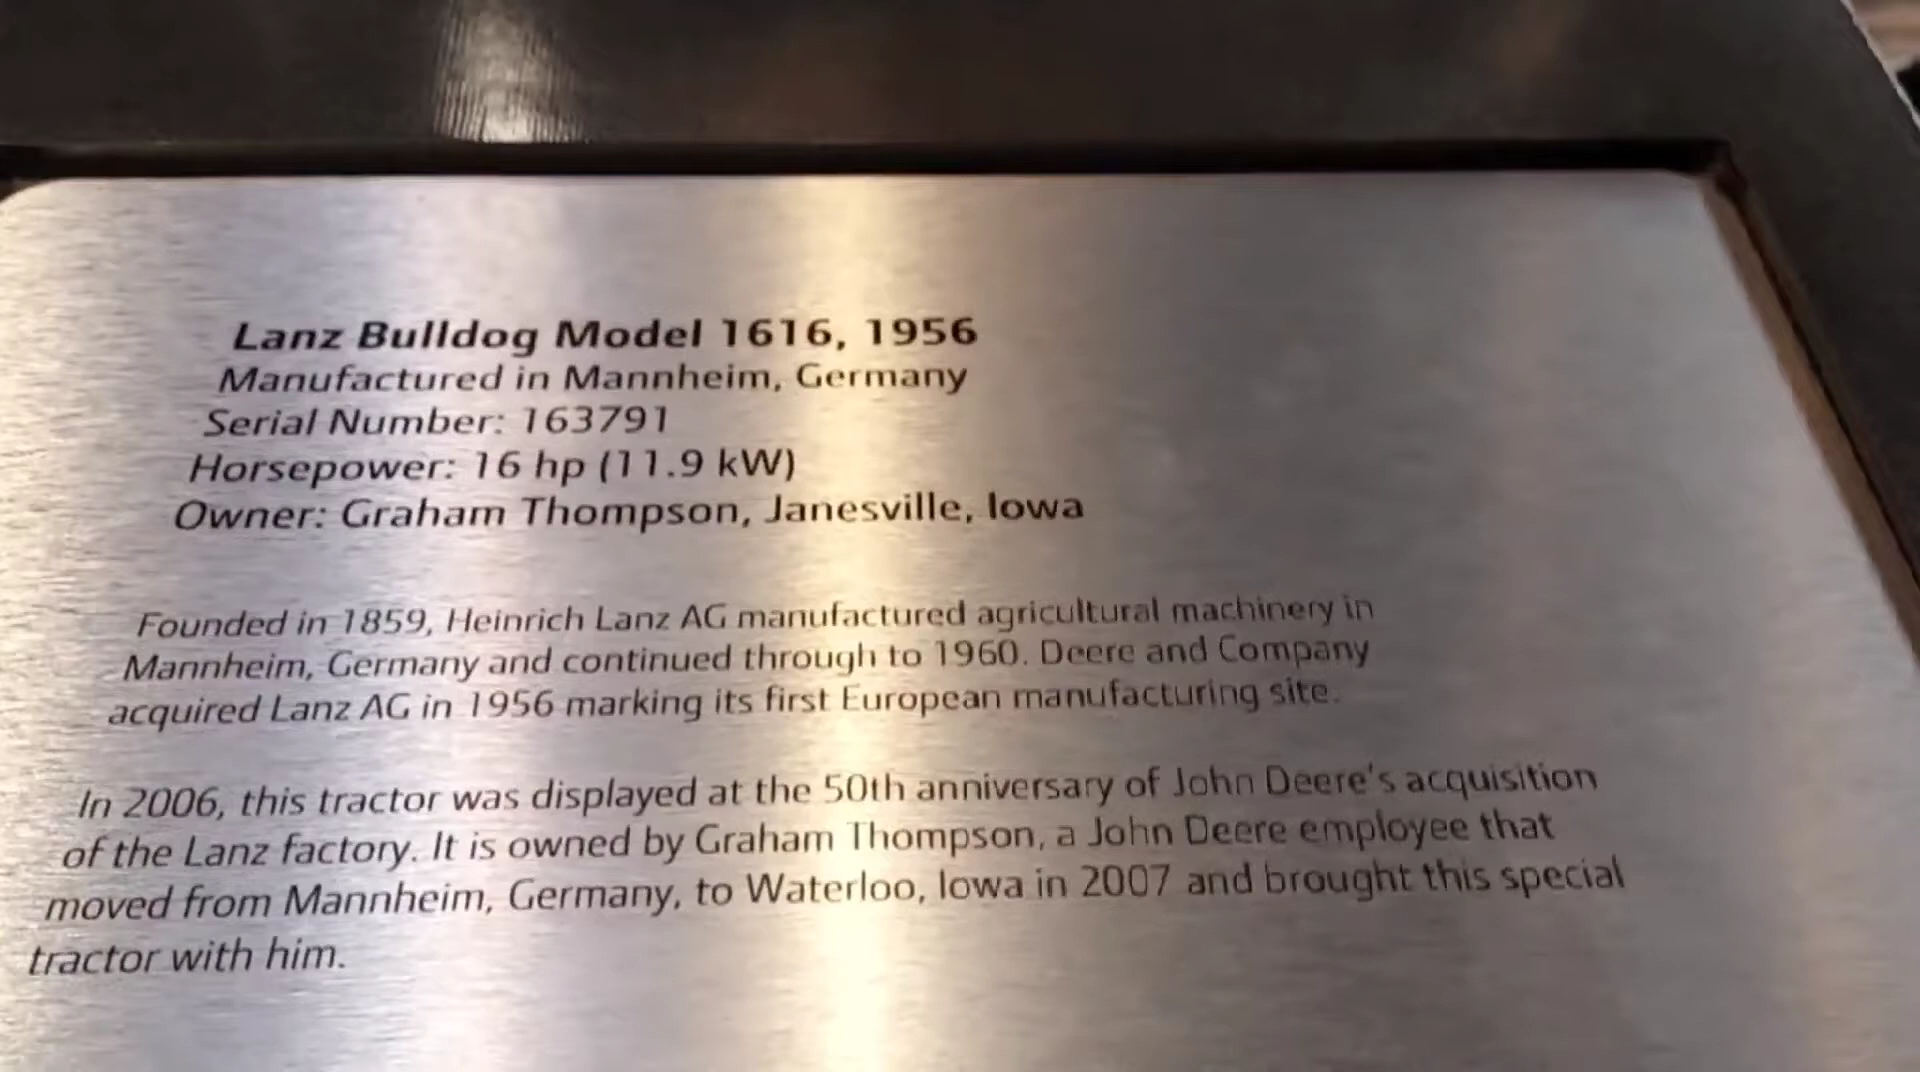 Lanz Bulldog Model 1616, 1956
Manufactured in Mannheim, Germany
Serial Number: 163791
Horsepower: 16 hp (11.9 kW)
Owner: Graham Thompson, Janesville, Iowa
Founded in 1859, Heinrich Lanz AG manufactured agricultural machinery in
Mannheim, Germany and continued through to 1960. Deere and Company
acquired Lanz AG in 1956 marking its first European manufacturing site.
In 2006, this tractor was displayed at the 50th anniversary of John Deere's acquisition
of the Lanz factory. It is owned by Graham Thompson, a John Deere employee that
moved from Mannheim, Germany, to Waterloo, Iowa in 2007 and brought this special
tractor with him.